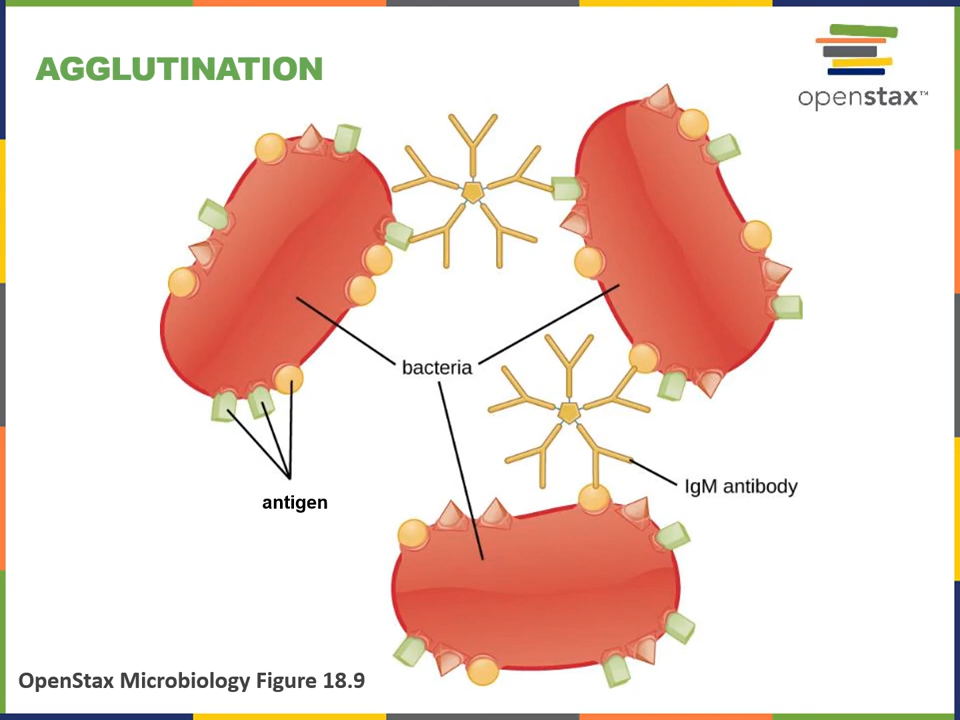 AGGLUTINATION
openstax™
bacteria
IgM antibody
antigen
OpenStax Microbiology Figure 18.9